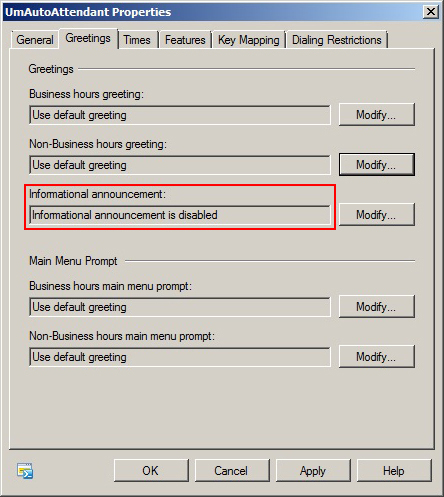 UmAutoAttendant Properties
General Greetings Times Features Key Mapping Dialing Restrictions
Greetings
Business hours greeting:
Use default greeting Modify...
Non-Business hours greeting:
Use default greeting Modify...
Informational announcement:
Informational announcement is disabled Modify...
Main Menu Prompt
Business hours main menu prompt:
Use default greeting Modify...
Non-Business hours main menu prompt:
Use default greeting Modify...
OK Cancel Apply Help